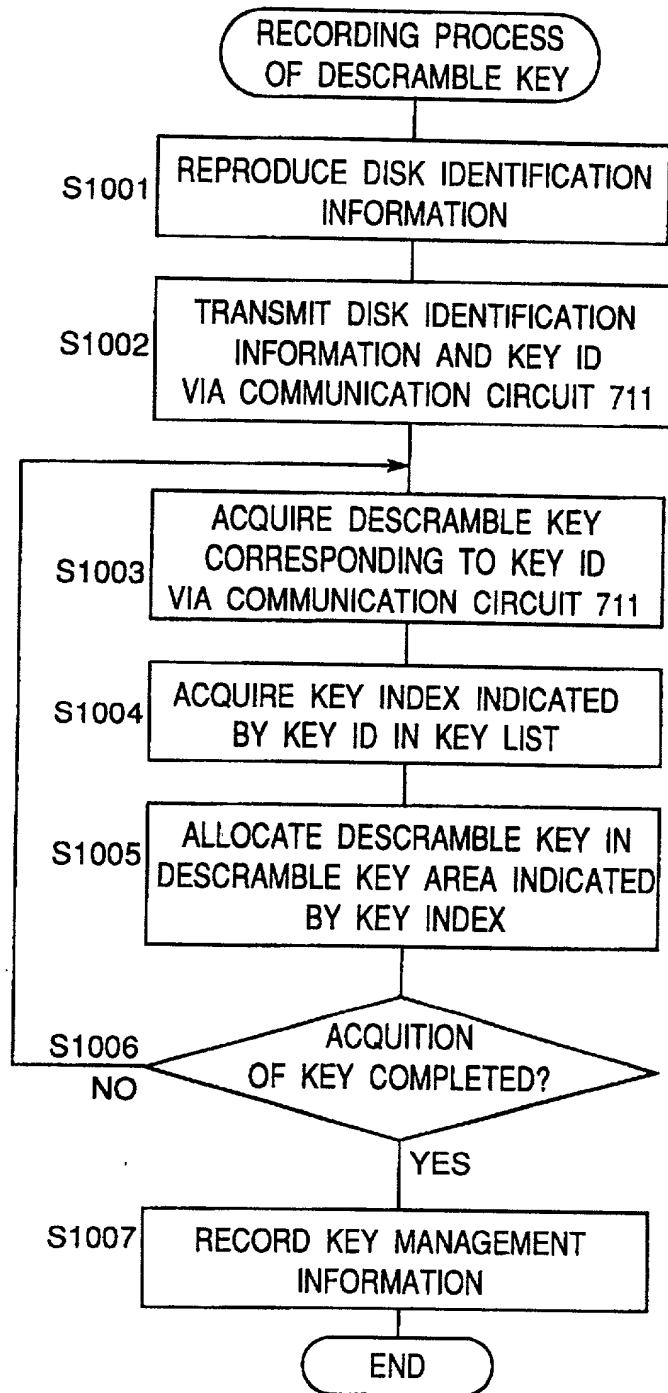 RECORDING PROCESS
OF DESCRAMBLE KEY
S1001
REPRODUCE DISK IDENTIFICATION
INFORMATION
S1002
TRANSMIT DISK IDENTIFICATION
INFORMATION AND KEY ID
VIA COMMUNICATION CIRCUIT 711
S1003
ACQUIRE DESCRAMBLE KEY
CORRESPONDING TO KEY ID
VIA COMMUNICATION CIRCUIT 711
S1004
ACQUIRE KEY INDEX INDICATED
BY KEY ID IN KEY LIST
S1005
ALLOCATE DESCRAMBLE KEY IN
DESCRAMBLE KEY AREA INDICATED
BY KEY INDEX
S1006
ACQUITION
OF KEY COMPLETED?
NO
YES
S1007
RECORD KEY MANAGEMENT
INFORMATION
END